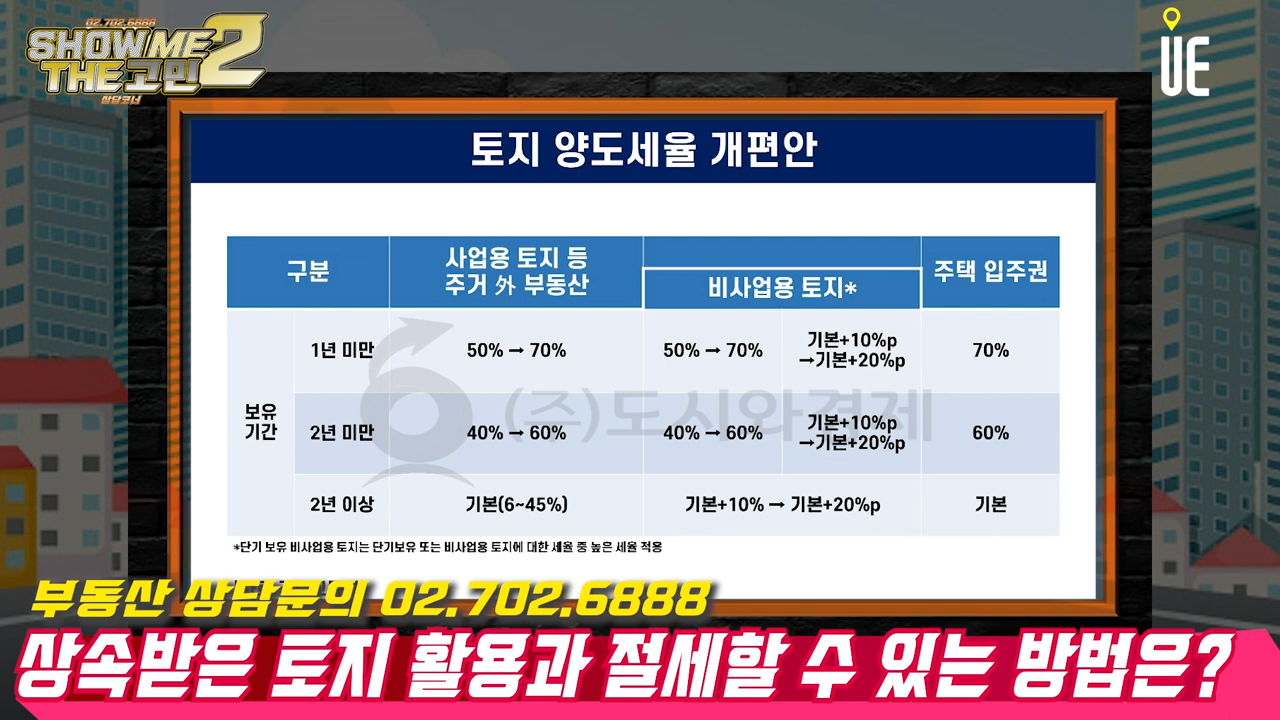 02.702.6888
SHOW ME
THE고민2
상담코너
UE
토지 양도세율 개편안
구분
사업용 토지 등
주거 外 부동산
비사업용 토지*
주택 입주권
보유
기간
1년 미만
50% → 70%
50% → 70%
기본+10%p
→기본+20%p
70%
2년 미만
40% → 60%
40% → 60%
기본+10%p
→기본+20%p
60%
2년 이상
기본(6~45%)
기본+10% → 기본+20%p
기본
(주)도시와경제
*단기 보유 비사업용 토지는 단기보유 또는 비사업용 토지에 대한 세율 중 높은 세율 적용
부동산 상담문의 02.702.6888
상속받은 토지 활용과 절세할 수 있는 방법은?